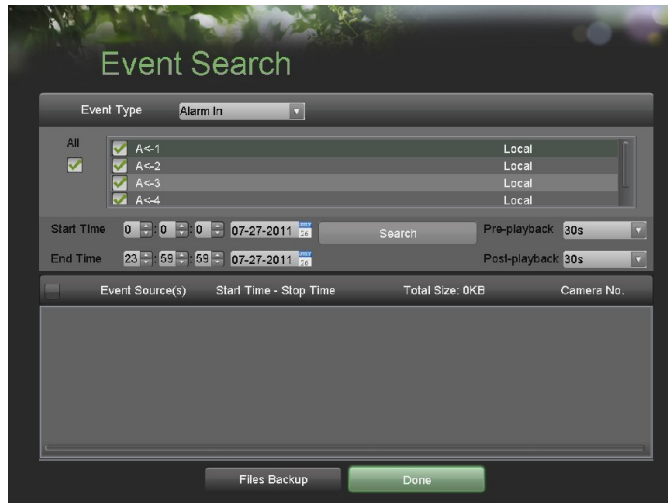 Event Search
Event Type Alarm In
All
A<-1 Local
A<-2 Local
A<-3 Local
A<-4 Local
Start Time 0 : 0 : 0 07-27-2011 Search Pre-playback 30s
End Time 23 : 59 : 59 07-27-2011 Post-playback 30s
Event Source(s) Start Time - Stop Time Total Size: 0KB Camera No.
Files Backup Done